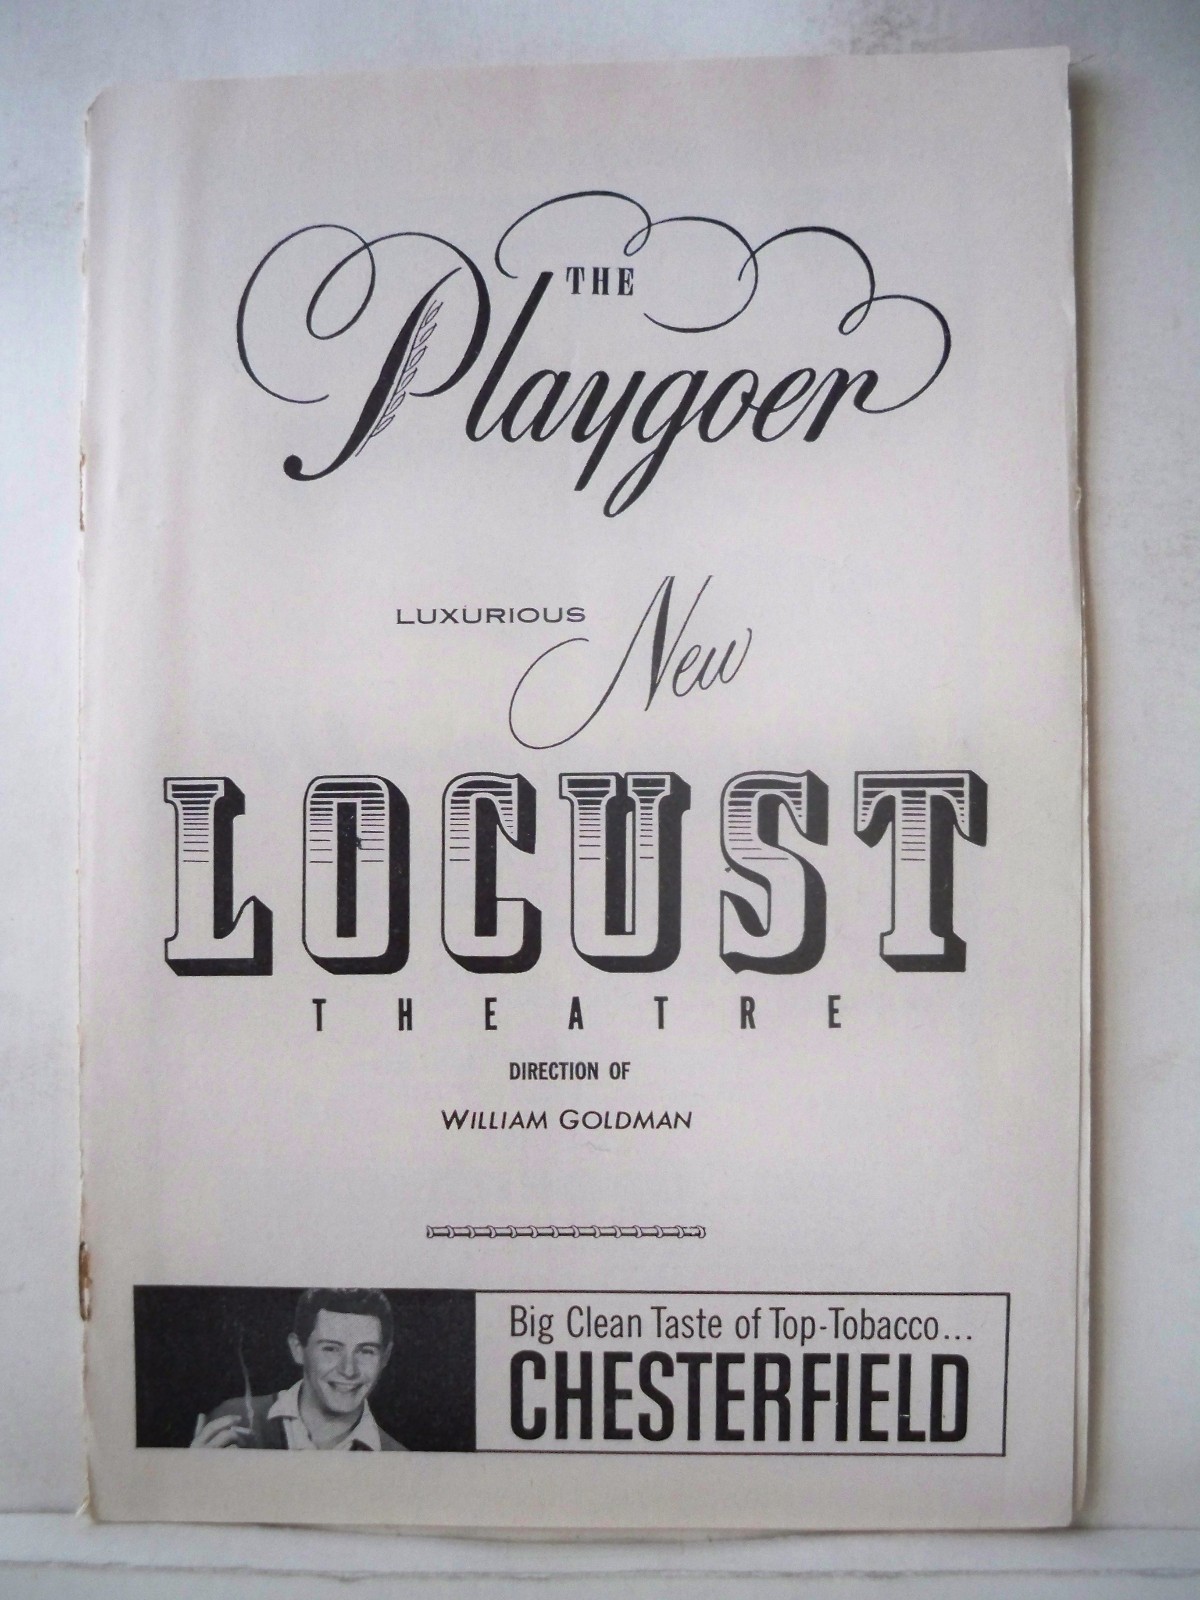 THE
Playgoer
LUXURIOUS New
LOCUST
THEATRE
DIRECTION OF
WILLIAM GOLDMAN
Big Clean Taste of Top-Tobacco...
CHESTERFIELD